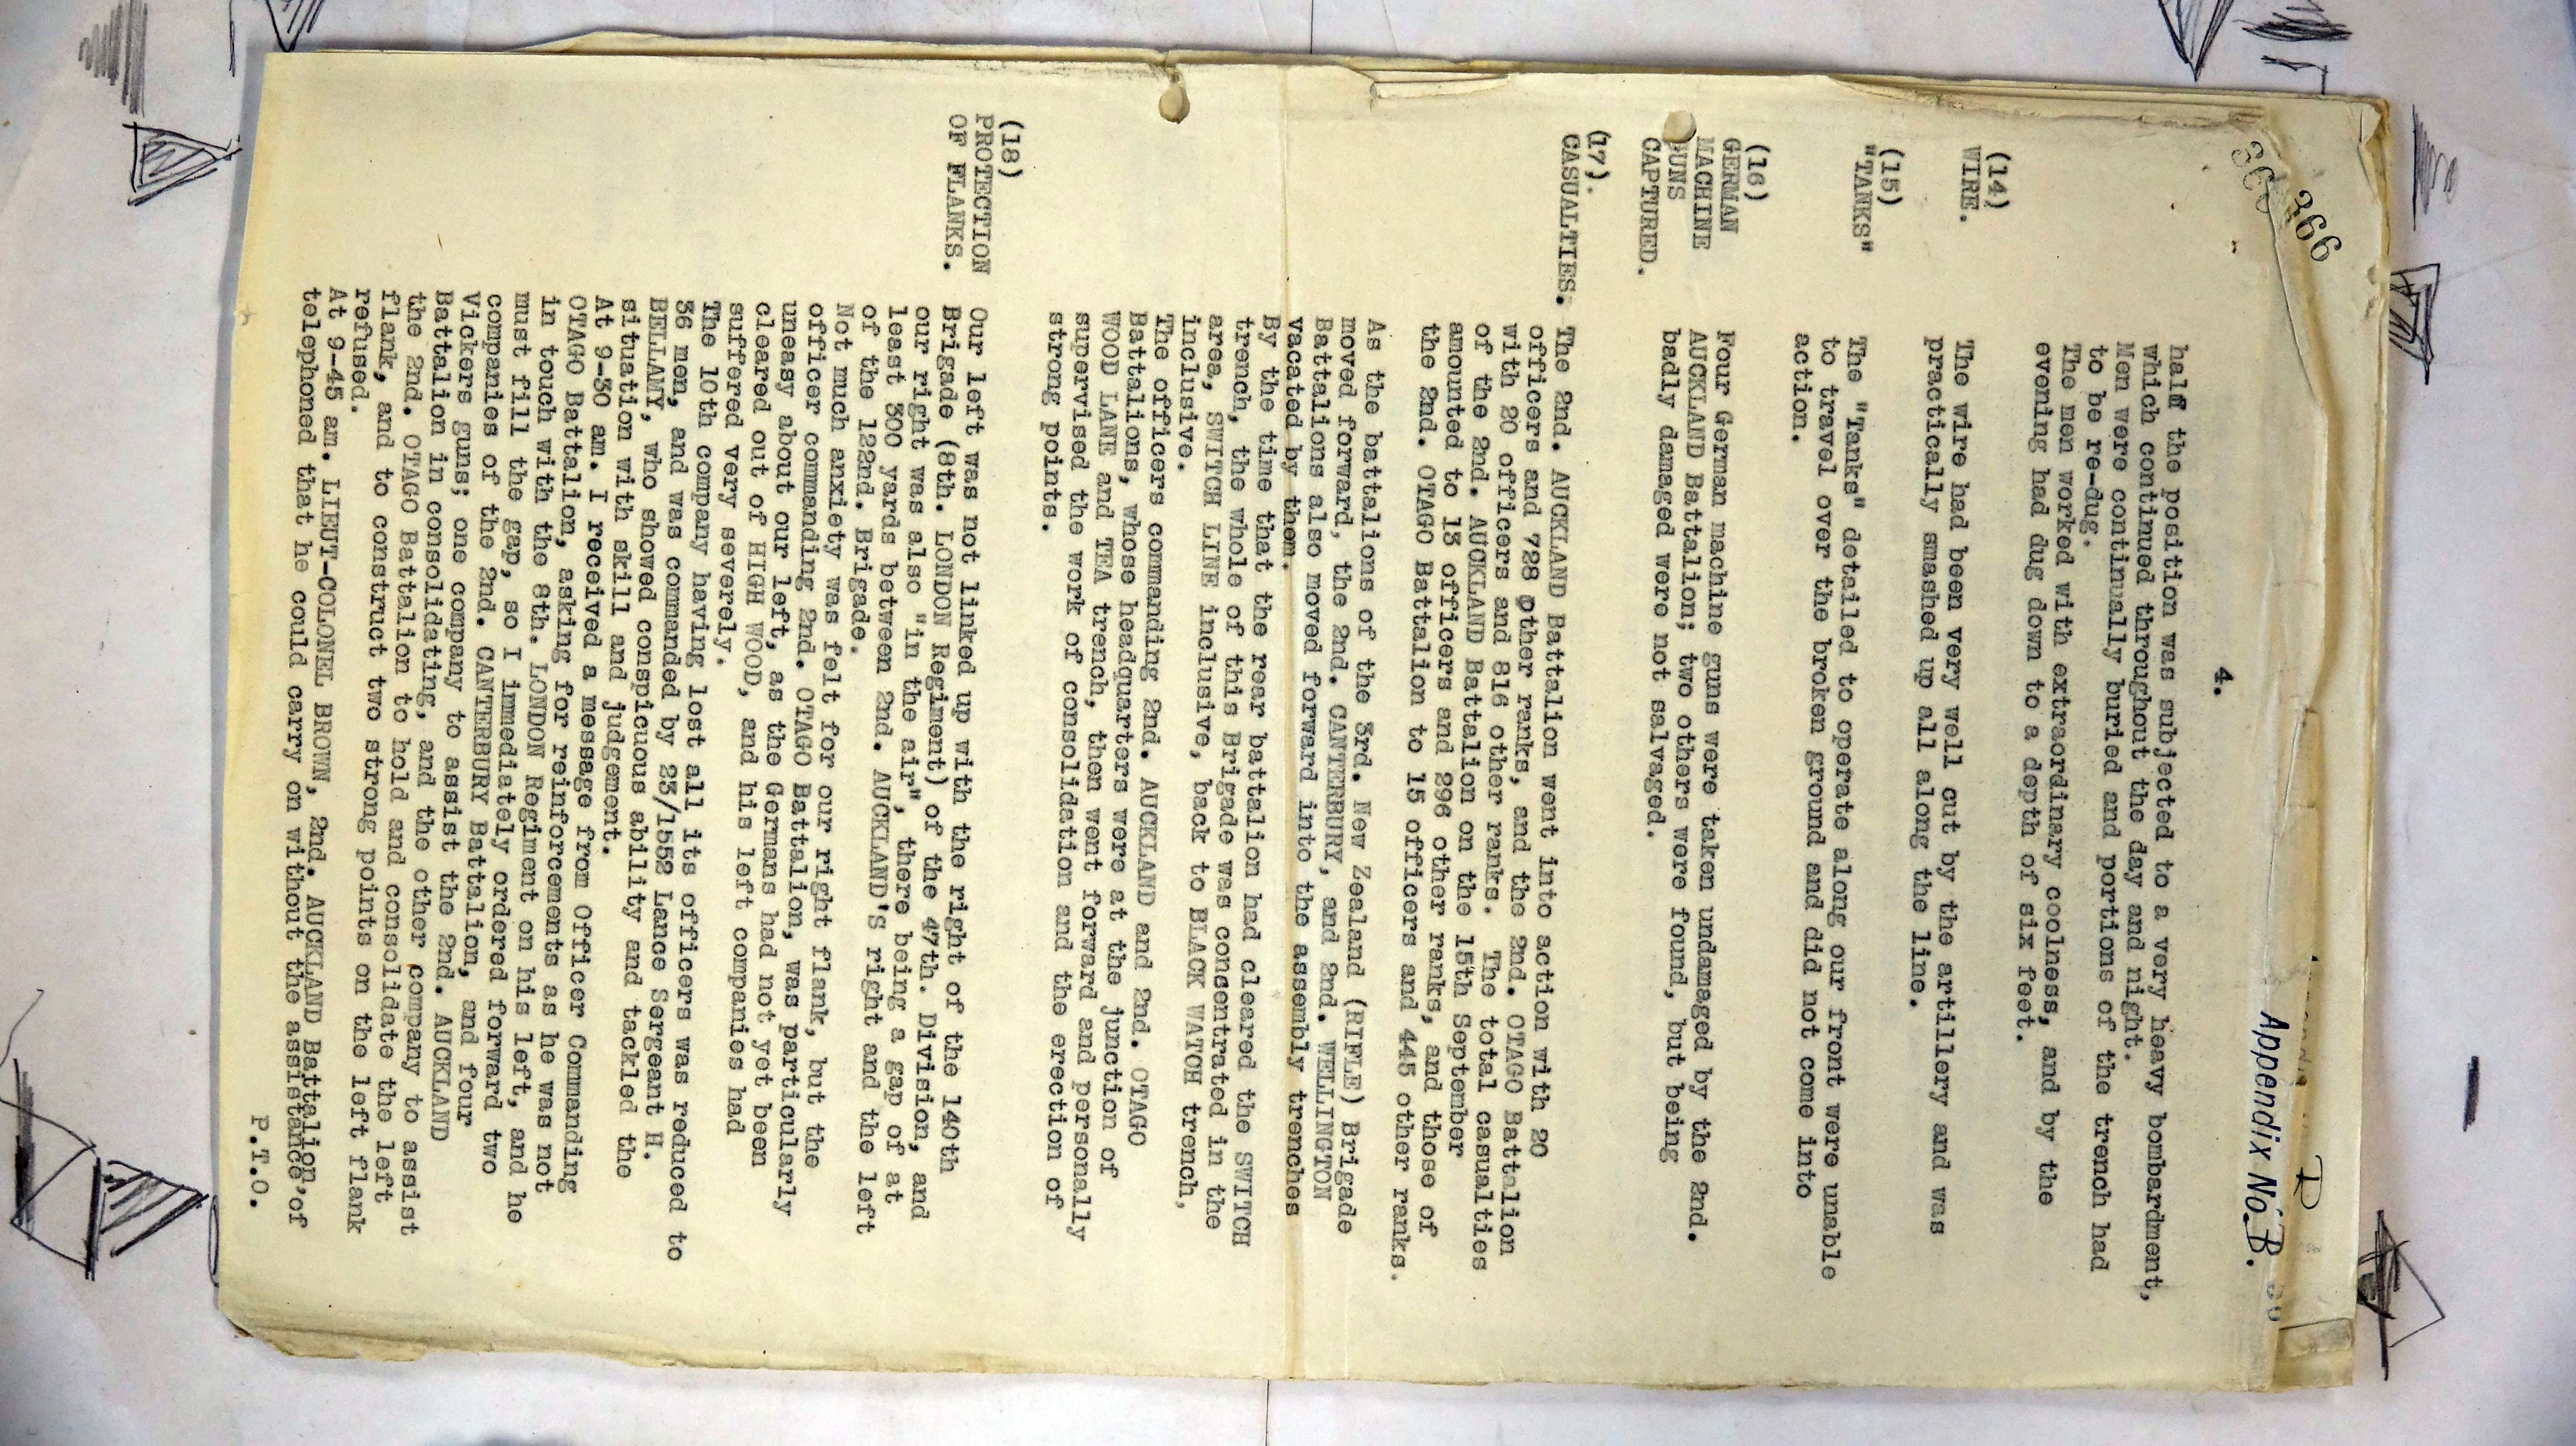 366
Appendix No. B.
4.
half the position was subjected to a very heavy bombardment,
which continued throughout the day and night.
Men were continually buried and portions of the trench had
to be re-dug.
The men worked with extraordinary coolness, and by the
evening had dug down to a depth of six feet.
(14)
WIRE.
The wire had been very well cut by the artillery and was
practically smashed up all along the line.
(15)
"TANKS"
The "Tanks" detailed to operate along our front were unable
to travel over the broken ground and did not come into
action.
(16)
GERMAN
MACHINE
GUNS
CAPTURED.
Four German machine guns were taken undamaged by the 2nd.
AUCKLAND Battalion; two others were found, but being
badly damaged were not salvaged.
(17).
CASUALTIES.
The 2nd. AUCKLAND Battalion went into action with 20
officers and 728 other ranks, and the 2nd. OTAGO Battalion
with 20 officers and 816 other ranks. The total casualties
of the 2nd. AUCKLAND Battalion on the 15th September
amounted to 13 officers and 296 other ranks, and those of
the 2nd. OTAGO Battalion to 15 officers and 445 other ranks.
As the battalions of the 3rd. New Zealand (RIFLE) Brigade
moved forward, the 2nd. CANTERBURY, and 2nd. WELLINGTON
Battalions also moved forward into the assembly trenches
vacated by them.
By the time that the rear battalion had cleared the SWITCH
trench, the whole of this Brigade was consentrated in the
area, SWITCH LINE inclusive, back to BLACK WATCH trench,
inclusive.
The officers commanding 2nd. AUCKLAND and 2nd. OTAGO
Battalions, whose headquarters were at the junction of
WOOD LANE and TEA trench, then went forward and personally
supervised the work of consolidation and the erection of
strong points.
(18)
PROTECTION
OF FLANKS.
Our left was not linked up with the right of the 140th
Brigade (8th. LONDON Regiment) of the 47th. Division, and
our right was also "in the air", there being a gap of at
least 300 yards between 2nd. AUCKLAND'S right and the left
of the 122nd. Brigade.
Not much anxiety was felt for our right flank, but the
officer commanding 2nd. OTAGO Battalion, was particularly
uneasy about our left, as the Germans had not yet been
cleared out of HIGH WOOD, and his left companies had
suffered very severely.
The 10th company having lost all its officers was reduced to
36 men, and was commanded by 23/1552 Lance Sergeant H.
BELLAMY, who showed conspicuous ability and tackled the
situation with skill and judgement.
At 9-30 am. I received a message from Officer Commanding
OTAGO Battalion, asking for reinforcements as he was not
in touch with the 8th. LONDON Regiment on his left, and he
must fill the gap, so I immediately ordered forward two
companies of the 2nd. CANTERBURY Battalion, and four
Vickers guns; one company to assist the 2nd. AUCKLAND
Batatalion in consolidating, and the other company to assist
the 2nd. OTAGO Battalion to hold and consolidate the left
flank, and to construct two strong points on the left flank
refused.
At 9-45 am. LIEUT-COLONEL BROWN, 2nd. AUCKLAND Battalion,
telephoned that he could carry on without the assistance of
P.T.O.